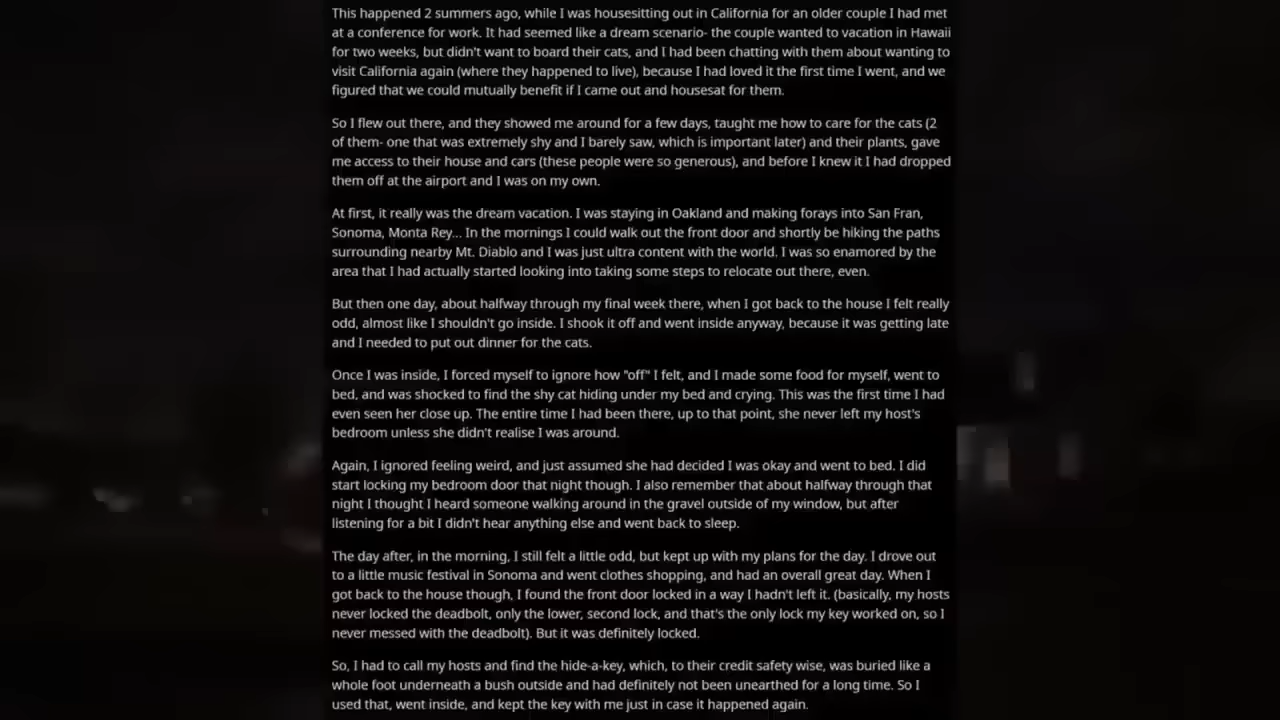 This happened 2 summers ago, while I was housesitting out in California for an older couple I had met
at a conference for work. It had seemed like a dream scenario- the couple wanted to vacation in Hawaii
for two weeks, but didn't want to board their cats, and I had been chatting with them about wanting to
visit California again (where they happened to live), because I had loved it the first time I went, and we
figured that we could mutually benefit if I came out and housesat for them.
So I flew out there, and they showed me around for a few days, taught me how to care for the cats (2
of them- one that was extremely shy and I barely saw, which is important later) and their plants, gave
me access to their house and cars (these people were so generous), and before I knew it I had dropped
them off at the airport and I was on my own.
At first, it really was the dream vacation. I was staying in Oakland and making forays into San Fran,
Sonoma, Monta Rey... In the mornings I could walk out the front door and shortly be hiking the paths
surrounding nearby Mt. Diablo and I was just ultra content with the world. I was so enamored by the
area that I had actually started looking into taking some steps to relocate out there, even.
But then one day, about halfway through my final week there, when I got back to the house I felt really
odd, almost like I shouldn't go inside. I shook it off and went inside anyway, because it was getting late
and I needed to put out dinner for the cats.
Once I was inside, I forced myself to ignore how "off" I felt, and I made some food for myself, went to
bed, and was shocked to find the shy cat hiding under my bed and crying. This was the first time I had
even seen her close up. The entire time I had been there, up to that point, she never left my host's
bedroom unless she didn't realise I was around.
Again, I ignored feeling weird, and just assumed she had decided I was okay and went to bed. I did
start locking my bedroom door that night though. I also remember that about halfway through that
night I thought I heard someone walking around in the gravel outside of my window, but after
listening for a bit I didn't hear anything else and went back to sleep.
The day after, in the morning, I still felt a little odd, but kept up with my plans for the day. I drove out
to a little music festival in Sonoma and went clothes shopping, and had an overall great day. When I
got back to the house though, I found the front door locked in a way I hadn't left it. (basically, my hosts
never locked the deadbolt, only the lower, second lock, and that's the only lock my key worked on, so I
never messed with the deadbolt). But it was definitely locked.
So, I had to call my hosts and find the hide-a-key, which, to their credit safety wise, was buried like a
whole foot underneath a bush outside and had definitely not been unearthed for a long time. So I
used that, went inside, and kept the key with me just in case it happened again.